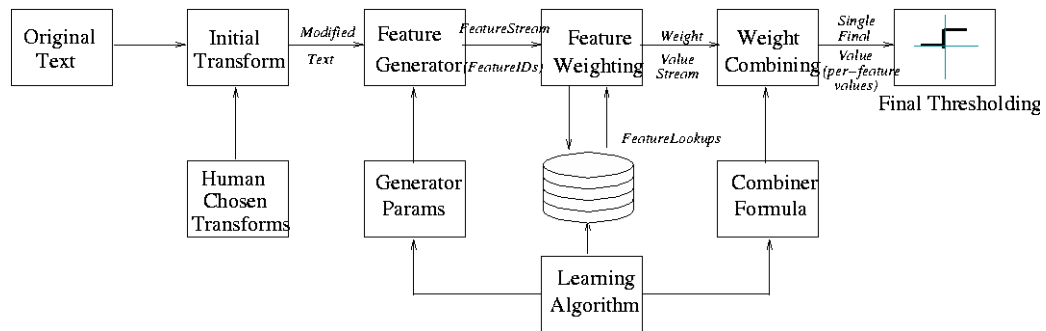 Original
Text
Initial
Transform
Modified
Text
Feature
Generator
FeatureStream
(FeatureIDs)
Feature
Weighting
Weight
Value
Stream
Weight
Combining
Single
Final
Value
(per-feature
values)
Final Thresholding
FeatureLookups
Human
Chosen
Transforms
Generator
Params
Combiner
Formula
Learning
Algorithm